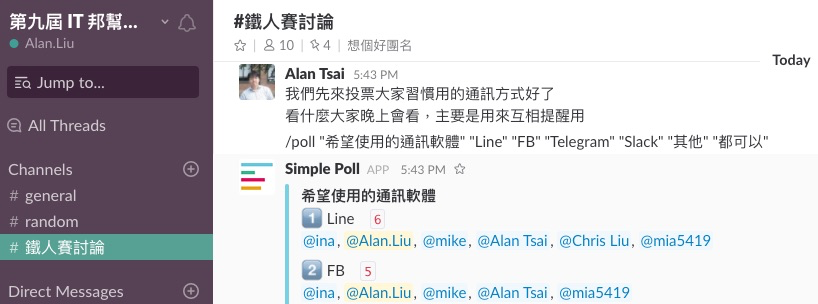 第九屆 IT 邦幫...
Alan.Liu
Jump to...
All Threads
Channels
# general
# random
# 鐵人賽討論
Direct Messages
#鐵人賽討論
10 | 4 | 想個好團名
Today
Alan Tsai 5:43 PM
我們先來投票大家習慣用的通訊方式好了
看什麼大家晚上會看，主要是用來互相提醒用
/poll "希望使用的通訊軟體" "Line" "FB" "Telegram" "Slack" "其他" "都可以"
Simple Poll APP 5:43 PM
希望使用的通訊軟體
1 Line 6
@ina, @Alan.Liu, @mike, @Alan Tsai, @Chris Liu, @mia5419
2 FB 5
@ina, @Alan.Liu, @mike, @Alan Tsai, @mia5419